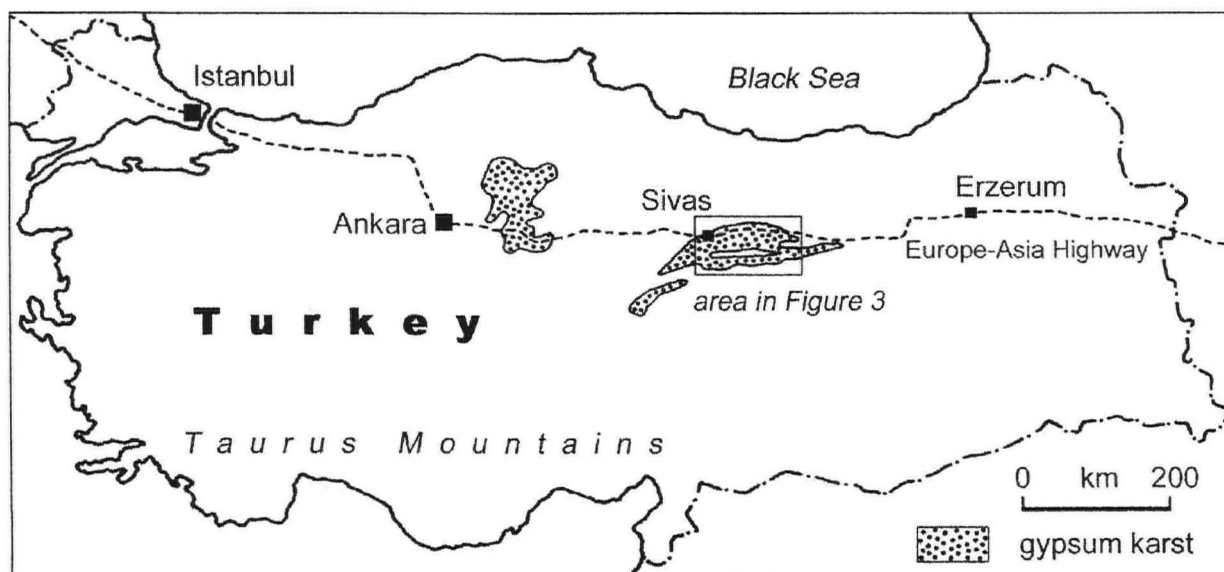 Istanbul
Black Sea
Ankara
Sivas
Erzerum
Europe-Asia Highway
area in Figure 3
Turkey
Taurus Mountains
0 km 200
gypsum karst